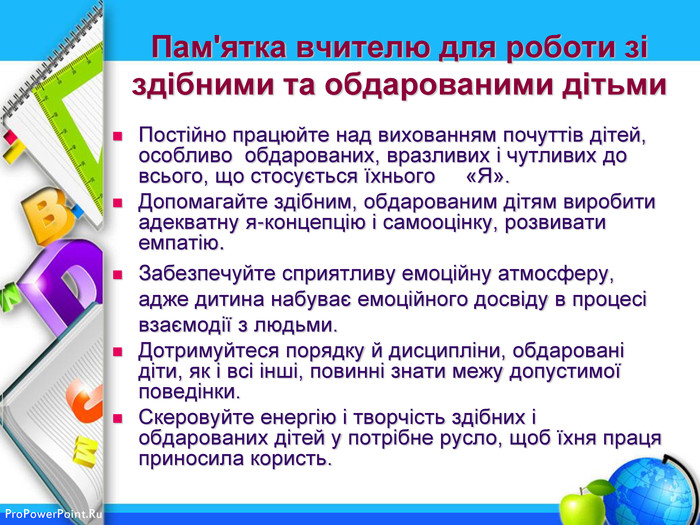 Пам'ятка вчителю для роботи зі
здібними та обдарованими дітьми
Постійно працюйте над вихованням почуттів дітей,
особливо обдарованих, вразливих і чутливих до
всього, що стосується їхнього «Я».
Допомагайте здібним, обдарованим дітям виробити
адекватну я-концепцію і самооцінку, розвивати
емпатію.
Забезпечуйте сприятливу емоційну атмосферу,
адже дитина набуває емоційного досвіду в процесі
взаємодії з людьми.
Дотримуйтеся порядку й дисципліни, обдаровані
діти, як і всі інші, повинні знати межу допустимої
поведінки.
Скеровуйте енергію і творчість здібних і
обдарованих дітей у потрібне русло, щоб їхня праця
приносила користь.
ProPowerPoint.Ru